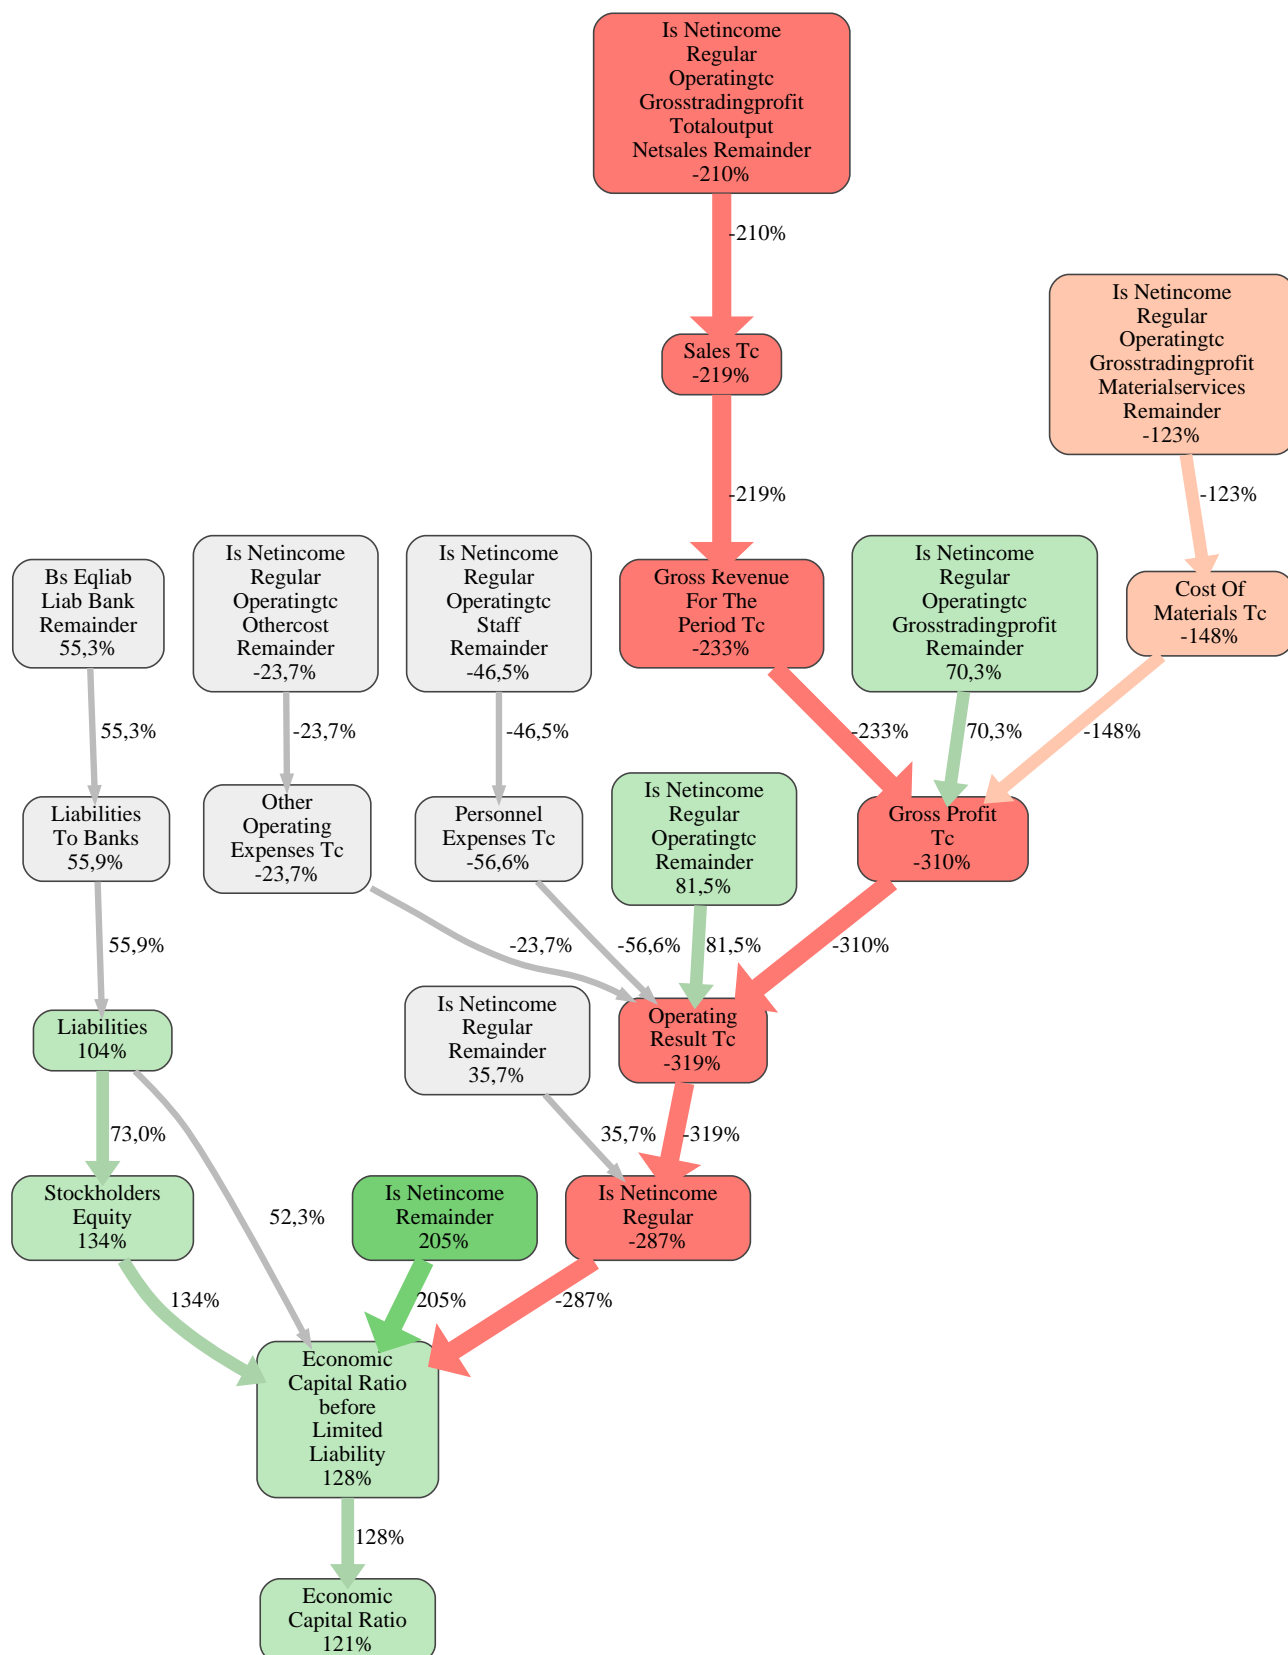 Is Netincome
Regular
Operatingtc
Grosstradingprofit
Totaloutput
Netsales Remainder
-210%
-210%
Sales Tc
-219%
Is Netincome
Regular
Operatingtc
Grosstradingprofit
Materialservices
Remainder
-123%
-219%
-123%
Bs Eqliab
Liab Bank
Remainder
55,3%
Is Netincome
Regular
Operatingtc
Othercost
Remainder
-23,7%
Is Netincome
Regular
Operatingtc
Staff
Remainder
-46,5%
Gross Revenue
For The
Period Tc
-233%
Is Netincome
Regular
Operatingtc
Grosstradingprofit
Remainder
70,3%
Cost Of
Materials Tc
-148%
55,3%
-23,7%
-46,5%
-233%
70,3%
-148%
Liabilities
To Banks
55,9%
Other
Operating
Expenses Tc
-23,7%
Personnel
Expenses Tc
-56,6%
Is Netincome
Regular
Operatingtc
Remainder
81,5%
Gross Profit
Tc
-310%
55,9%
-23,7%
-56,6%
81,5%
-310%
Liabilities
104%
Is Netincome
Regular
Remainder
35,7%
Operating
Result Tc
-319%
73,0%
35,7%
-319%
Stockholders
Equity
134%
52,3%
Is Netincome
Remainder
205%
Is Netincome
Regular
-287%
134%
205%
-287%
Economic
Capital Ratio
before
Limited
Liability
128%
128%
Economic
Capital Ratio
121%